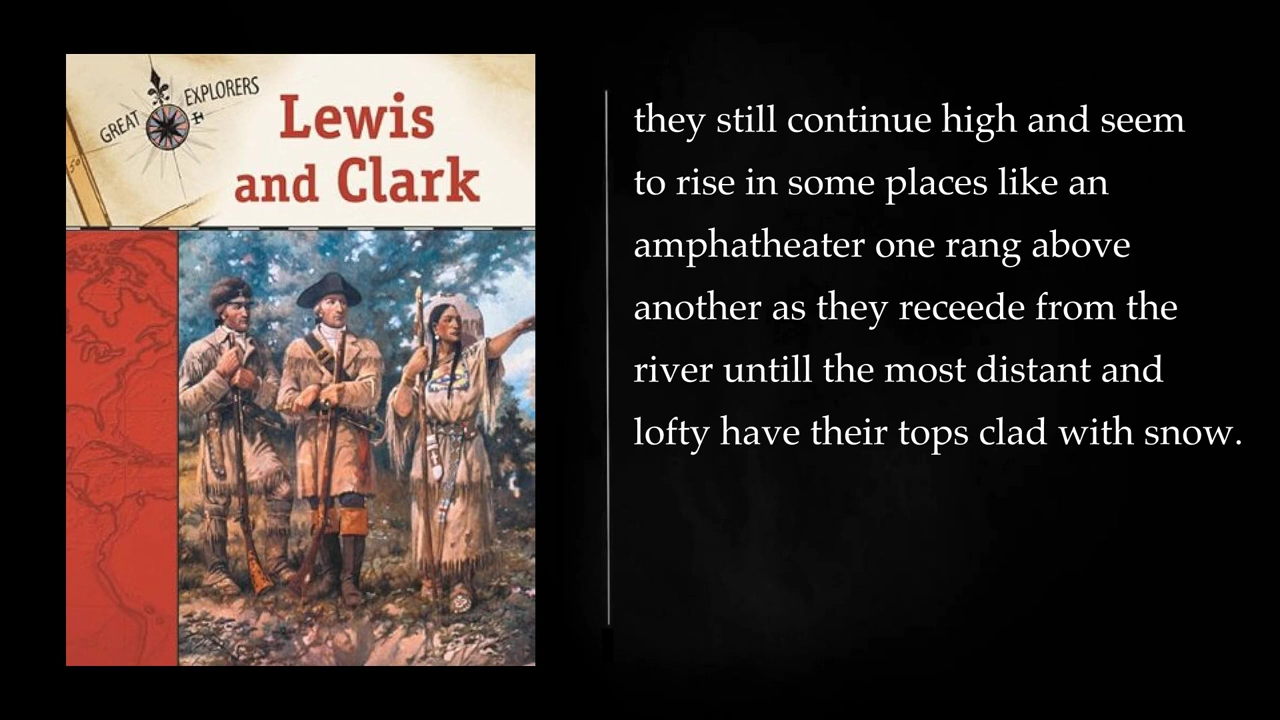 GREAT EXPLORERS
Lewis
and Clark
they still continue high and seem
to rise in some places like an
amphatheater one rang above
another as they receede from the
river untill the most distant and
lofty have their tops clad with snow.